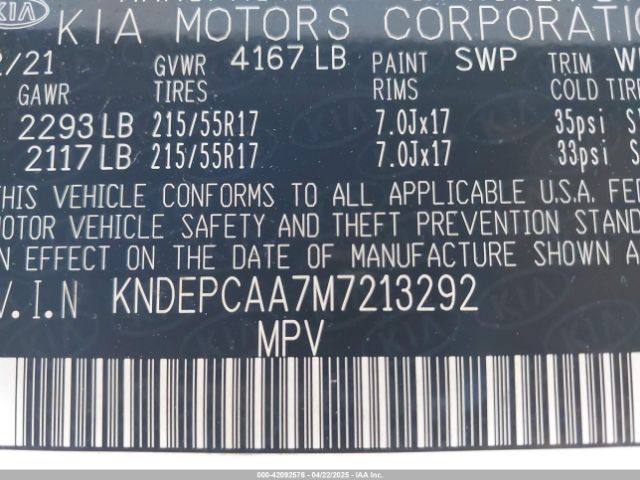 KIA
KIA MOTORS CORPORATION
2/21 GVWR 4167 LB PAINT SWP TRIM
GAWR TIRES RIMS COLD TIRE
2293 LB 215/55R17 7.0Jx17 35psi
2117 LB 215/55R17 7.0Jx17 33psi
THIS VEHICLE CONFORMS TO ALL APPLICABLE U.S.A. FE
MOTOR VEHICLE SAFETY AND THEFT PREVENTION STAND
IN EFFECT ON THE DATE OF MANUFACTURE SHOWN A
V.I.N KNDEPCAA7M7213292
MPV
000-42092576 - 04/22/2025 - IAA Inc.